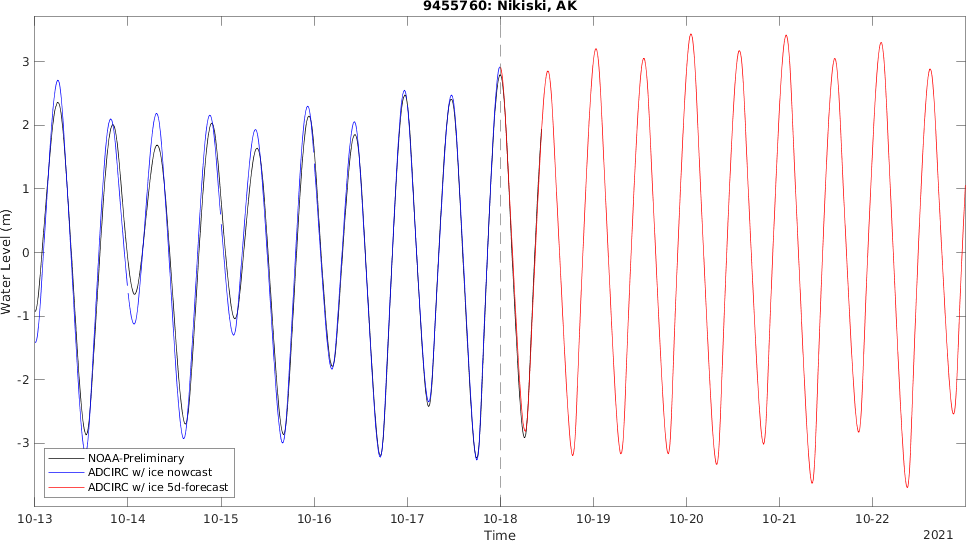 9455760: Nikiski, AK
Water Level (m)
3
2
1
0
-1
-2
-3
NOAA-Preliminary
ADCIRC w/ ice nowcast
ADCIRC w/ ice 5d-forecast
10-13 10-14 10-15 10-16 10-17 10-18 10-19 10-20 10-21 10-22
Time
2021